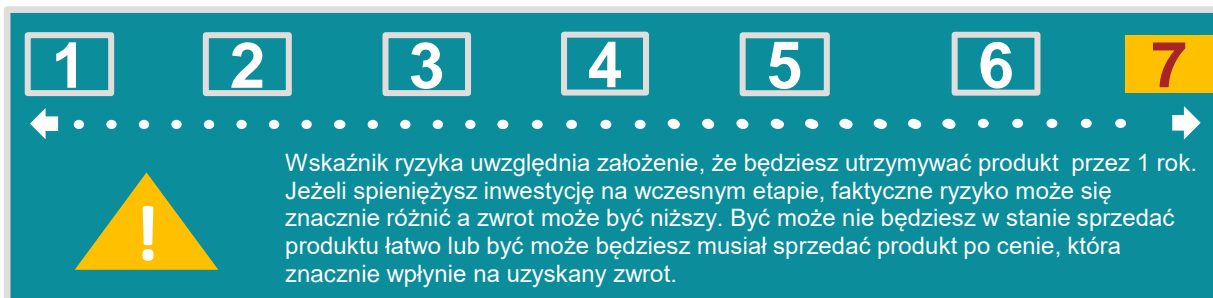 1 2 3 4 5 6 7
!
Wskaźnik ryzyka uwzględnia założenie, że będziesz utrzymywać produkt przez 1 rok.
Jeżeli spieniężysz inwestycję na wczesnym etapie, faktyczne ryzyko może się
znacznie różnić a zwrot może być niższy. Być może nie będziesz w stanie sprzedać
produktu łatwo lub być może będziesz musiał sprzedać produkt po cenie, która
znacznie wpłynie na uzyskany zwrot.